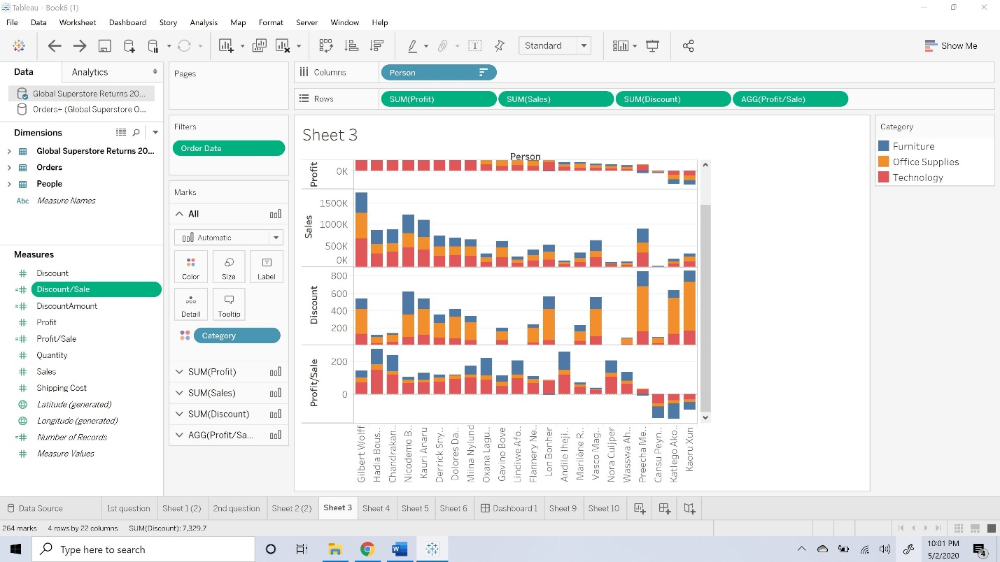 Tableau - Book6 (1)
File Data Worksheet Dashboard Story Analysis Map Format Server Window Help
Standard
Show Me
Data Analytics
Global Superstore Returns 20...
Orders+ (Global Superstore O...
Dimensions
Global Superstore Returns 20...
Orders
People
Abc Measure Names
Measures
Discount
Discount/Sale
DiscountAmount
Profit
Profit/Sale
Quantity
Sales
Shipping Cost
Latitude (generated)
Longitude (generated)
Number of Records
Measure Values
Pages
Filters
Order Date
Marks
All
Automatic
Color Size Label
Detail Tooltip
Category
SUM(Profit)
SUM(Sales)
SUM(Discount)
AGG(Profit/Sa...
Columns Person
Rows SUM(Profit) SUM(Sales) SUM(Discount) AGG(Profit/Sale)
Sheet 3
Person
Profit
0K
Sales
1500K
1000K
500K
0K
Discount
800
600
400
200
Profit/Sale
200
0
Gilbert Wolff
Hadia Bous..
Chandrakan..
Nicodemo B..
Kauri Anaru
Derrick Sny..
Dolores Da..
Miina Nylund
Oxana Lagu..
Gavino Bove
Lindiwe Afo..
Flannery Ne..
Lon Bonher
Andile Iheji..
Marilène R..
Vasco Mag..
Nora Cuijper
Wasswa Ah..
Preecha Me..
Cansu Peyn..
Katlego Ako..
Kaoru Xun
Category
Furniture
Office Supplies
Technology
Data Source 1st question Sheet 1 (2) 2nd question Sheet 2 (2) Sheet 3 Sheet 4 Sheet 5 Sheet 6 Dashboard 1 Sheet 9 Sheet 10
264 marks 4 rows by 22 columns SUM(Discount): 7,329.7
Type here to search
10:01 PM
5/2/2020
4